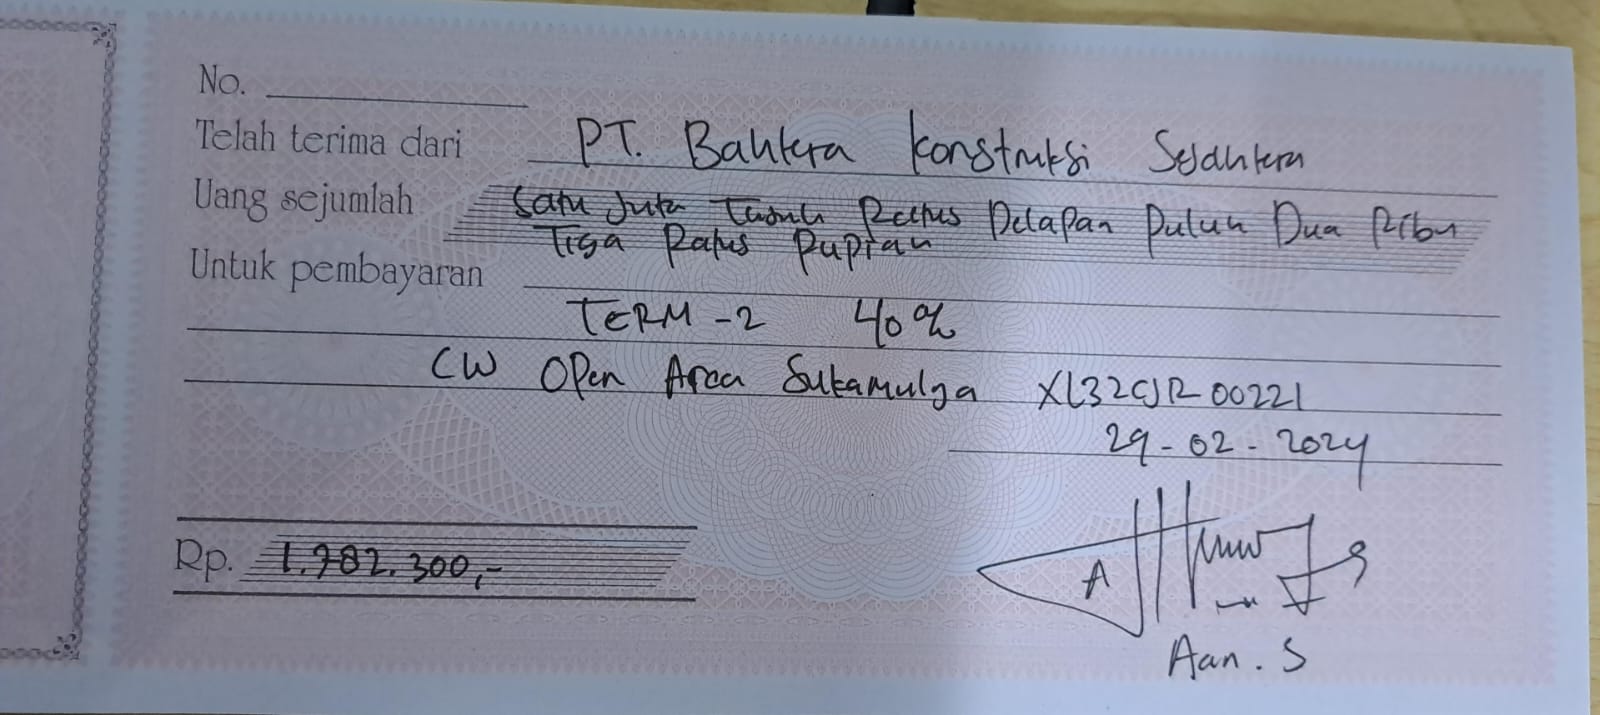 No.
Telah terima dari PT. Bahtera Konstruksi Sejahtera
Uang sejumlah Satu Juta Tujuh Ratus Delapan Puluh Dua Ribu
Tiga Ratus Rupiah
Untuk pembayaran
TERM - 2 40%
CW Open Area Sukamulya XL32CJR00221
29 - 02 - 2024
Rp. 1.782.300,-
A
Aan . S